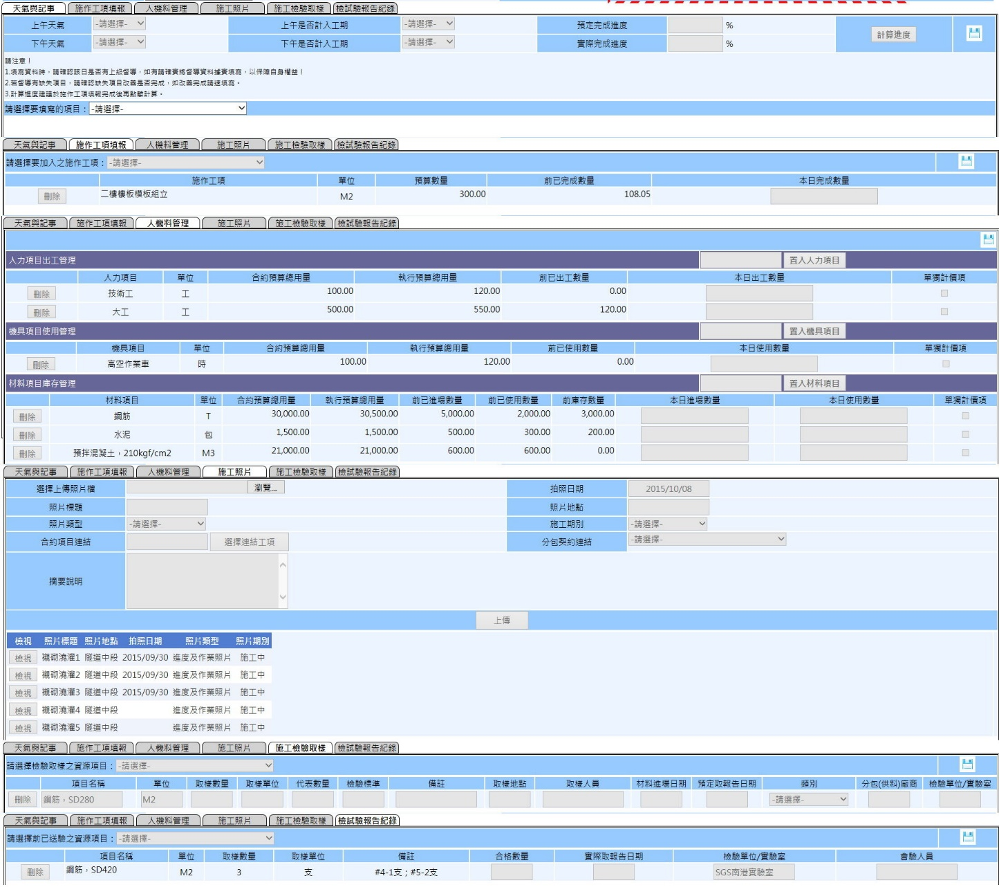 天氣與記事 施作工項填報 人機料管理 施工照片 施工檢驗取樣 檢試驗報告紀錄
上午天氣 -請選擇- 上午是否計入工期 -請選擇- 預定完成進度 % 計算進度
下午天氣 -請選擇- 下午是否計入工期 -請選擇- 實際完成進度 %
請注意！
1.填寫資料時，請確認該日是否有上級督導，如有請確實將督導資料據實填寫，以保障自身權益！
2.若督導有缺失項目，請確認缺失項目改善是否完成，如改善完成請速填寫。
3.計算進度建議於施作工項填報完成後再點擊計算。
請選擇要填寫的項目：-請選擇-
天氣與記事 施作工項填報 人機料管理 施工照片 施工檢驗取樣 檢試驗報告紀錄
請選擇要加入之施作工項：-請選擇-
施作工項 單位 預算數量 前已完成數量 本日完成數量
刪除 二樓樓板模板組立 M2 300.00 108.05
天氣與記事 施作工項填報 人機料管理 施工照片 施工檢驗取樣 檢試驗報告紀錄
人力項目出工管理 置入人力項目
人力項目 單位 合約預算總用量 執行預算總用量 前已出工數量 本日出工數量 單獨計價項
刪除 技術工 工 100.00 120.00 0.00
刪除 大工 工 500.00 550.00 120.00
機具項目使用管理 置入機具項目
機具項目 單位 合約預算總用量 執行預算總用量 前已使用數量 本日使用數量 單獨計價項
刪除 高空作業車 時 100.00 120.00 0.00
材料項目庫存管理 置入材料項目
材料項目 單位 合約預算總用量 執行預算總用量 前已進場數量 前已使用數量 前庫存數量 本日進場數量 本日使用數量 單獨計價項
刪除 鋼筋 T 30,000.00 30,500.00 5,000.00 2,000.00 3,000.00
刪除 水泥 包 1,500.00 1,500.00 500.00 300.00 200.00
刪除 預拌混凝土，210kgf/cm2 M3 21,000.00 21,000.00 600.00 600.00 0.00
天氣與記事 施作工項填報 人機料管理 施工照片 施工檢驗取樣 檢試驗報告紀錄
選擇上傳照片檔 瀏覽... 拍照日期 2015/10/08
照片標題 照片地點
照片類型 -請選擇- 施工期別 -請選擇-
合約項目連結 選擇連結工項 分包契約連結 -請選擇-
摘要說明
上傳
檢視 照片標題 照片地點 拍照日期 照片類型 照片期別
檢視 襯砌澆灌1 隧道中段 2015/09/30 進度及作業照片 施工中
檢視 襯砌澆灌2 隧道中段 2015/09/30 進度及作業照片 施工中
檢視 襯砌澆灌3 隧道中段 2015/09/30 進度及作業照片 施工中
檢視 襯砌澆灌4 隧道中段 進度及作業照片 施工中
檢視 襯砌澆灌5 隧道中段 進度及作業照片 施工中
天氣與記事 施作工項填報 人機料管理 施工照片 施工檢驗取樣 檢試驗報告紀錄
請選擇檢驗取樣之資源項目：-請選擇-
項目名稱 單位 取樣數量 取樣單位 代表數量 檢驗標準 備註 取樣地點 取樣人員 材料進場日期 預定取報告日期 類別 分包(供料)廠商 檢驗單位/實驗室
刪除 鋼筋，SD280 M2 -請選擇-
天氣與記事 施作工項填報 人機料管理 施工照片 施工檢驗取樣 檢試驗報告紀錄
請選擇前已送驗之資源項目：-請選擇-
項目名稱 單位 取樣數量 取樣單位 備註 合格數量 實際取報告日期 檢驗單位/實驗室 會驗人員
刪除 鋼筋，SD420 M2 3 支 #4-1支；#5-2支 SGS南港實驗室